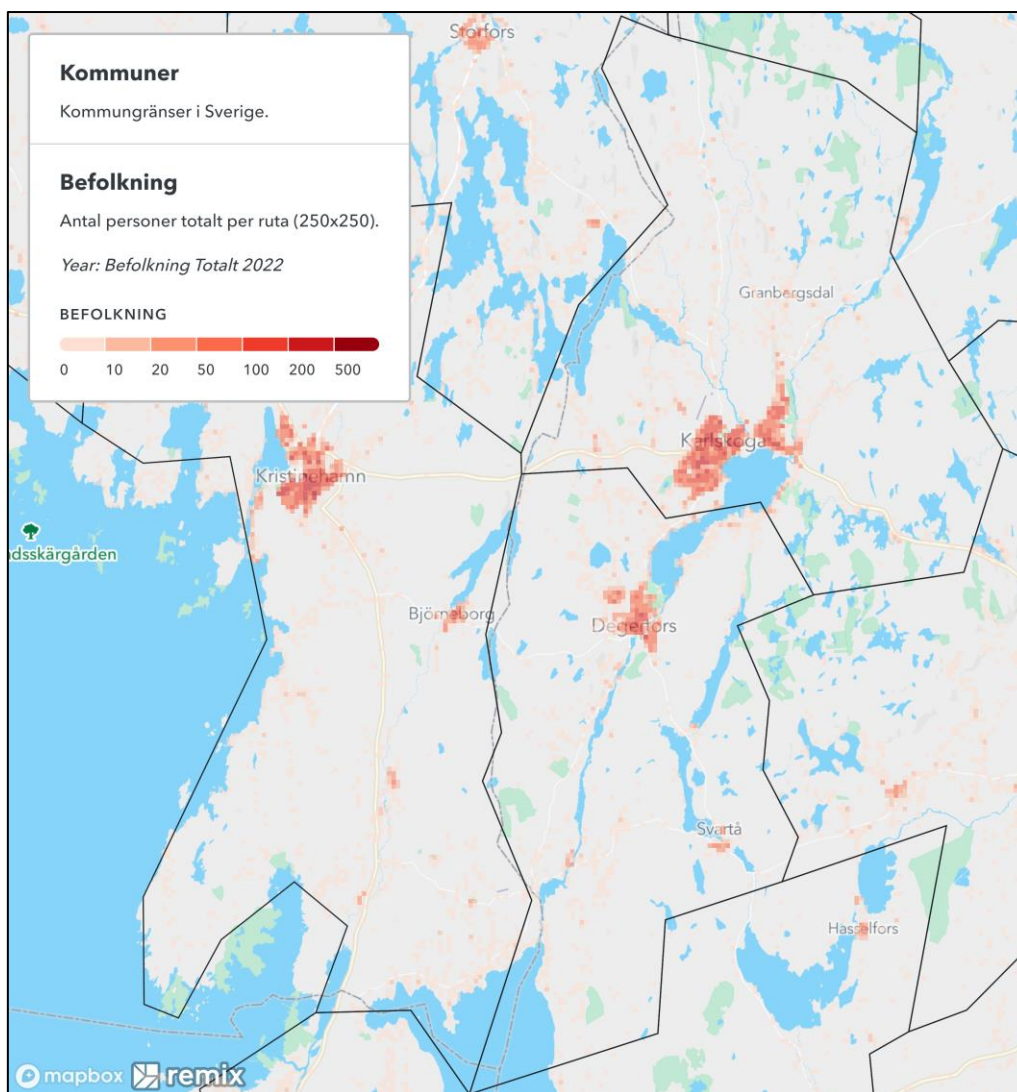 Storfors
Kommuner
Kommungränser i Sverige.
Befolkning
Antal personer totalt per ruta (250x250).
Year: Befolkning Totalt 2022
BEFOLKNING
0 10 20 50 100 200 500
Granbergsdal
Karlskoga
Kristinehamn
dsskärgården
Björneborg
Degerfors
Svartå
Hasselfors
mapbox remix